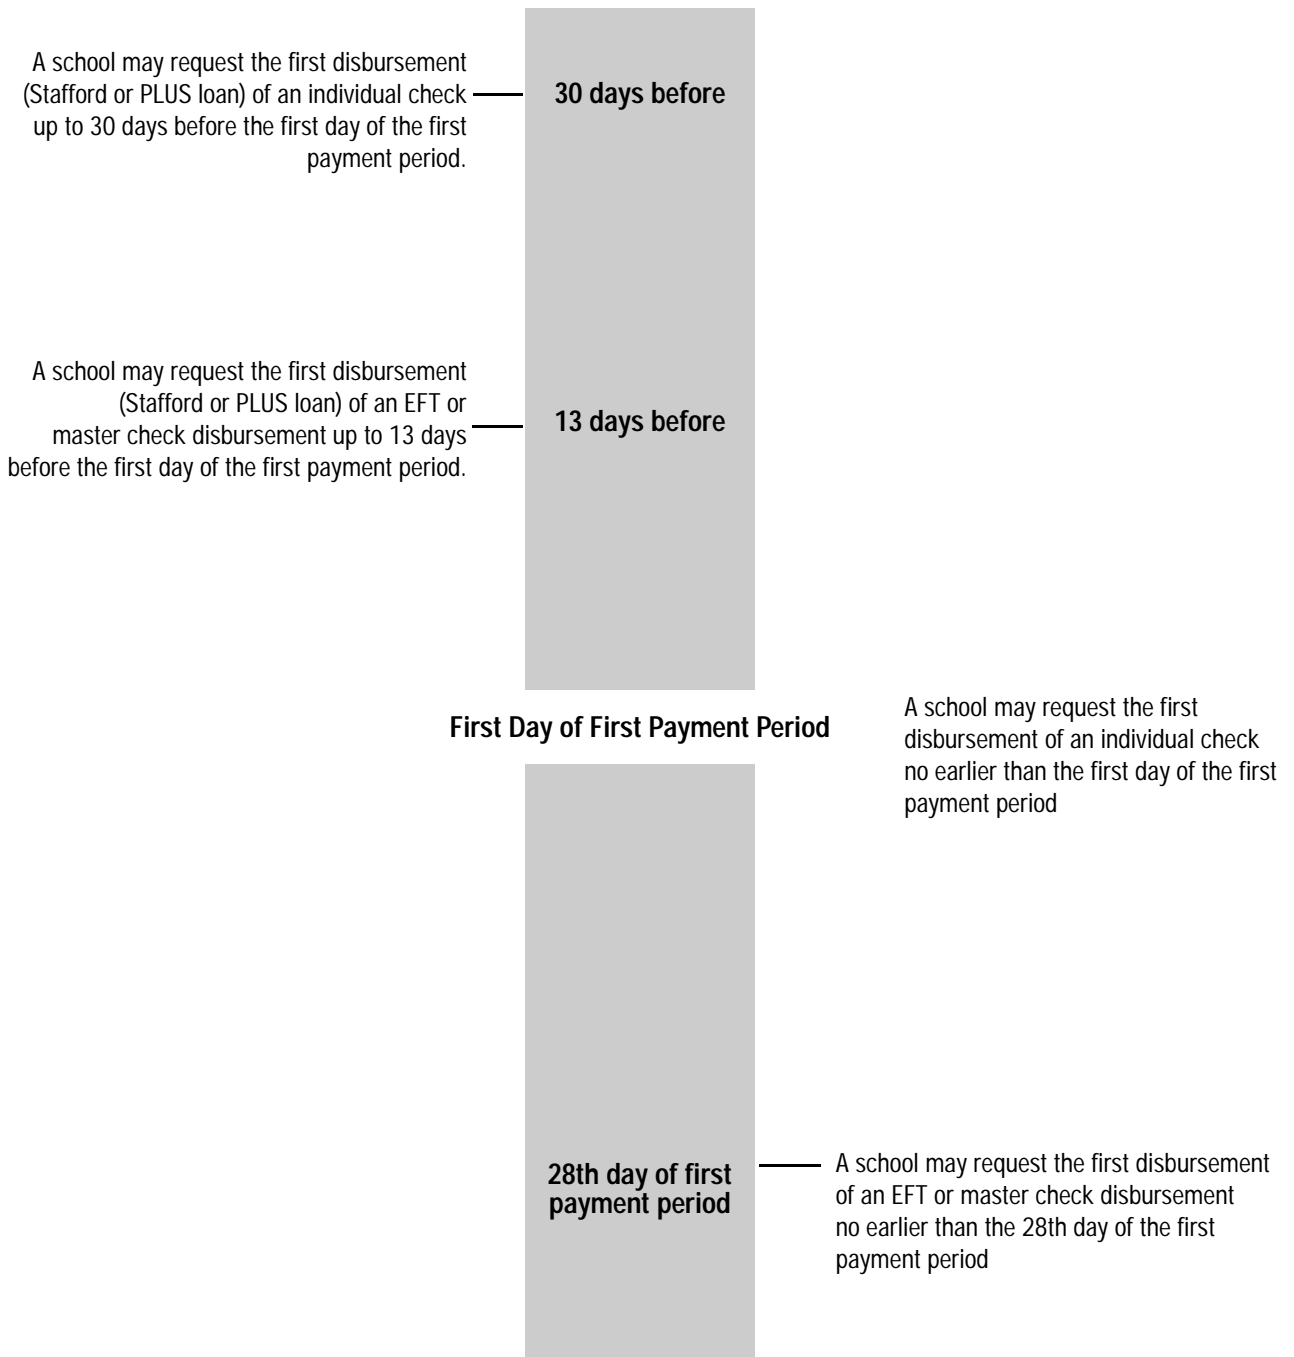 A school may request the first disbursement
(Stafford or PLUS loan) of an individual check
up to 30 days before the first day of the first
payment period.
30 days before
A school may request the first disbursement
(Stafford or PLUS loan) of an EFT or
master check disbursement up to 13 days
before the first day of the first payment period.
13 days before
First Day of First Payment Period
A school may request the first
disbursement of an individual check
no earlier than the first day of the first
payment period
28th day of first
payment period
A school may request the first disbursement
of an EFT or master check disbursement
no earlier than the 28th day of the first
payment period